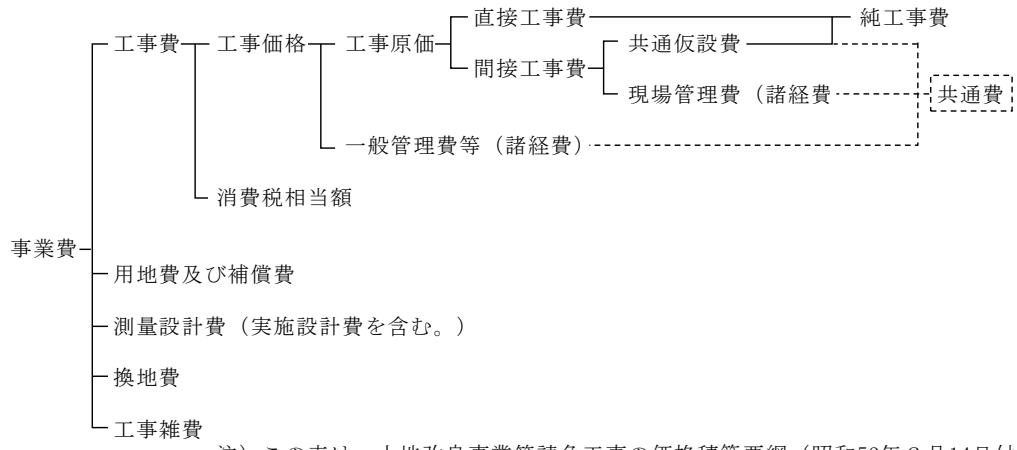 直接工事費 純工事費
工事費 工事価格 工事原価 共通仮設費
間接工事費
現場管理費（諸経費 共通費
一般管理費等（諸経費）
消費税相当額
事業費
用地費及び補償費
測量設計費（実施設計費を含む。）
換地費
工事雑費